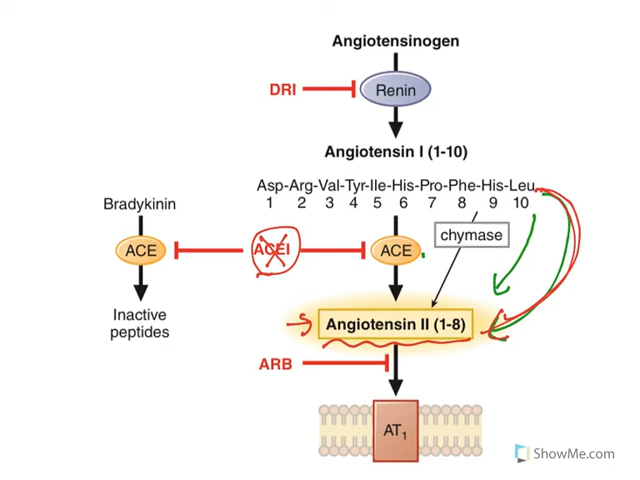 Angiotensinogen
DRI
Renin
Angiotensin I (1-10)
Asp-Arg-Val-Tyr-Ile-His-Pro-Phe-His-Leu
1 2 3 4 5 6 7 8 9 10
Bradykinin
chymase
ACE
ACEI
ACE
Inactive
peptides
Angiotensin II (1-8)
ARB
AT1
ShowMe.com